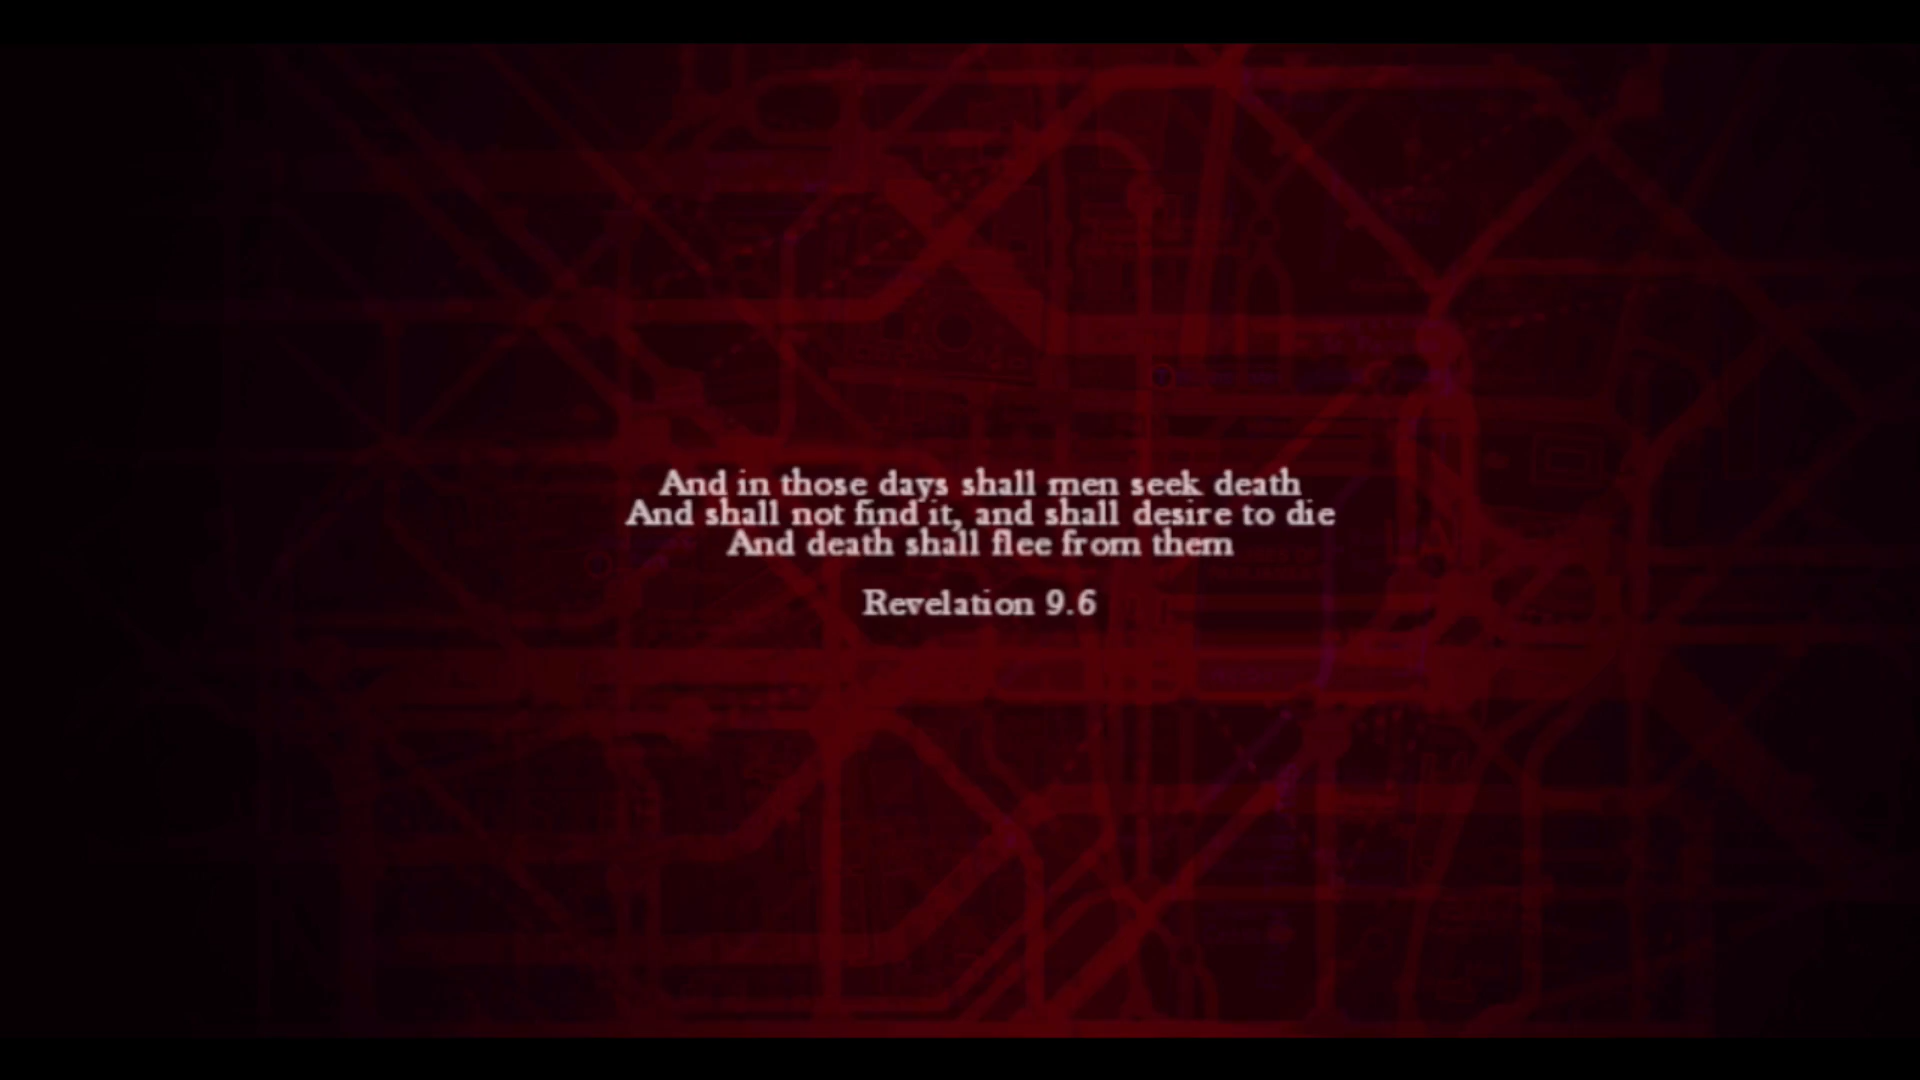 And in those days shall men seek death
And shall not find it, and shall desire to die
And death shall flee from them
Revelation 9.6